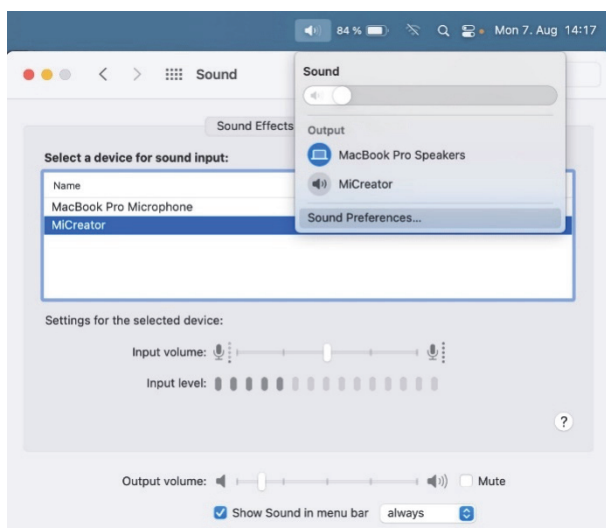 84 % Mon 7. Aug 14:17
Sound
Sound
Sound Effects
Output
MacBook Pro Speakers
MiCreator
Sound Preferences...
Select a device for sound input:
Name
MacBook Pro Microphone
MiCreator
Settings for the selected device:
Input volume:
Input level:
?
Output volume: Mute
Show Sound in menu bar always